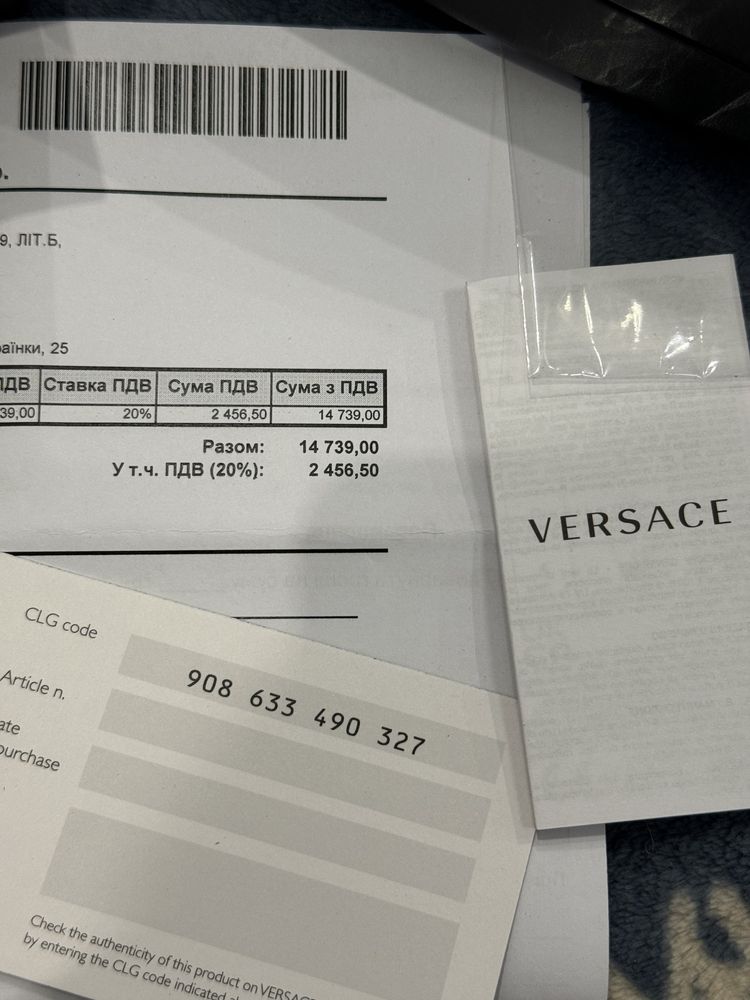 9, ЛІТ.Б,
раїнки, 25
ПДВ Ставка ПДВ Сума ПДВ Сума з ПДВ
39,00 20% 2 456,50 14 739,00
Разом: 14 739,00
У т.ч. ПДВ (20%): 2 456,50
VERSACE
CLG code
908 633 490 327
Article n.
ate
purchase
Check the authenticity of this product on VERSAC
by entering the CLG code indicated